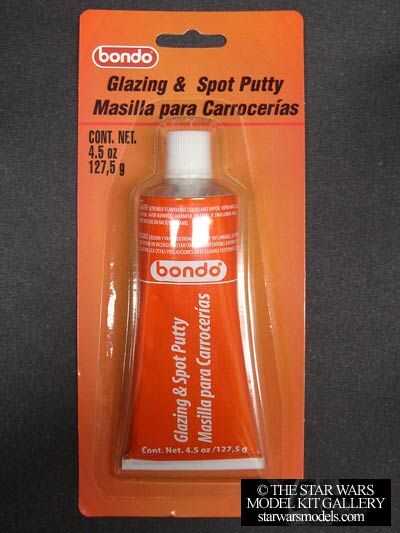 bondo
Glazing & Spot Putty
Masilla para Carrocerías
CONT. NET.
4.5 oz
127,5 g
bondo
Glazing & Spot Putty
Masilla para Carrocerías
Cont. Net. 4.5 oz/127,5 g
© THE STAR WARS
MODEL KIT GALLERY
starwarsmodels.com